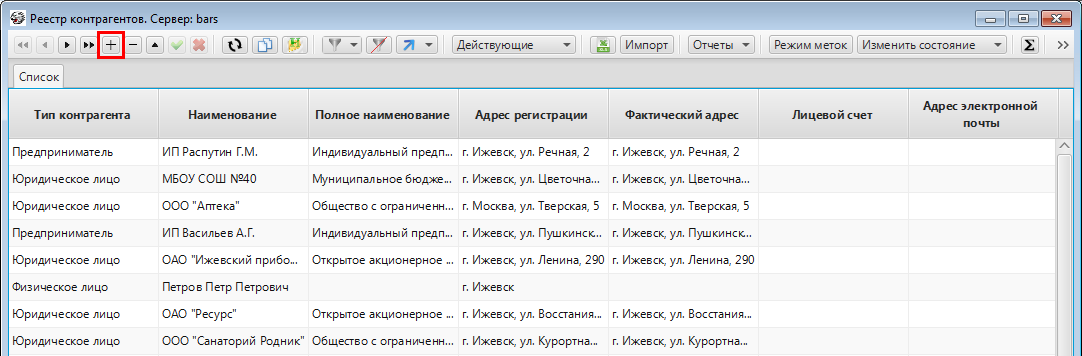 Реестр контрагентов. Сервер: bars
Действующие Импорт Отчеты Режим меток Изменить состояние Σ
Список
Тип контрагента Наименование Полное наименование Адрес регистрации Фактический адрес Лицевой счет Адрес электронной
почты
Предприниматель ИП Распутин Г.М. Индивидуальный предп... г. Ижевск, ул. Речная, 2 г. Ижевск, ул. Речная, 2
Юридическое лицо МБОУ СОШ №40 Муниципальное бюдже... г. Ижевск, ул. Цветочна... г. Ижевск, ул. Цветочна...
Юридическое лицо ООО "Аптека" Общество с ограниченн... г. Москва, ул. Тверская, 5 г. Москва, ул. Тверская, 5
Предприниматель ИП Васильев А.Г. Индивидуальный предп... г. Ижевск, ул. Пушкинск... г. Ижевск, ул. Пушкинск...
Юридическое лицо ОАО "Ижевский прибо... Открытое акционерное ... г. Ижевск, ул. Ленина, 290 г. Ижевск, ул. Ленина, 290
Физическое лицо Петров Петр Петрович г. Ижевск
Юридическое лицо ОАО "Ресурс" Открытое акционерное ... г. Ижевск, ул. Восстания... г. Ижевск, ул. Восстания...
Юридическое лицо ООО "Санаторий Родник" Общество с ограниченн... г. Ижевск, ул. Курортна... г. Ижевск, ул. Курортна...